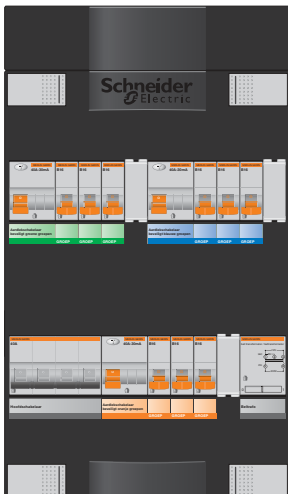 Schneider
Electric
40A-30mA
B16
B16
B16
40A-30mA
B16
B16
B16
Aardlekschakelaar
beveiligt groene groepen
GROEP
GROEP
GROEP
Aardlekschakelaar
beveiligt blauwe groepen
GROEP
GROEP
GROEP
40A
40A-30mA
B16
B16
B16
Hoofdschakelaar
Aardlekschakelaar
beveiligt oranje groepen
GROEP
GROEP
GROEP
Beltrafo